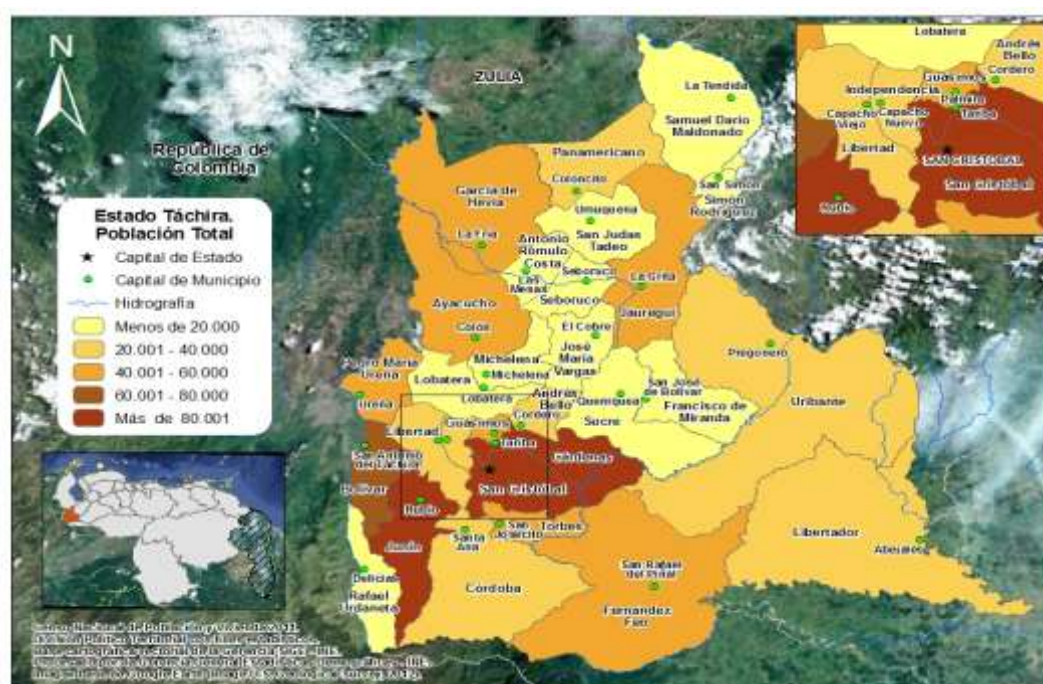 N
ZULIA
República de
Colombia
Estado Táchira.
Población Total
Capital de Estado
Capital de Municipio
Hidrografía
Menos de 20.000
20.001 - 40.000
40.001 - 60.000
60.001 - 80.000
Más de 80.001
La Tendida
Samuel Darío
Maldonado
Panamericano
Coloncito
San Simón
Simón
Rodríguez
García de
Hevia
La Fría
Umuquena
San Judas
Tadeo
Antonio
Rómulo
Costa
Las
Mesas
Seboruco
Seboruco
La Grita
Jáuregui
Ayacucho
Colón
El Cobre
José
María
Vargas
Michelena
Michelena
Pregonero
Uribante
Pedro María
Ureña
Ureña
Lobatera
Lobatera
Andrés
Bello
Cordero
Queniquea
San José
de Bolívar
Francisco de
Miranda
Sucre
Guásimos
Libertad
Táriba
Cárdenas
San Antonio
del Táchira
Bolívar
San Cristóbal
Rubio
Junín
Santa
Ana
San
Josecito
Torbes
Libertador
Abejales
Delicias
Rafael
Urdaneta
Córdoba
San Rafael
del Piñal
Fernández
Feo
Lobatera
Andrés
Bello
Cordero
Guásimos
Independencia
Palmira
Táriba
Capacho
Viejo
Capacho
Nuevo
Libertad
SAN CRISTOBAL
San Cristóbal
Rubio